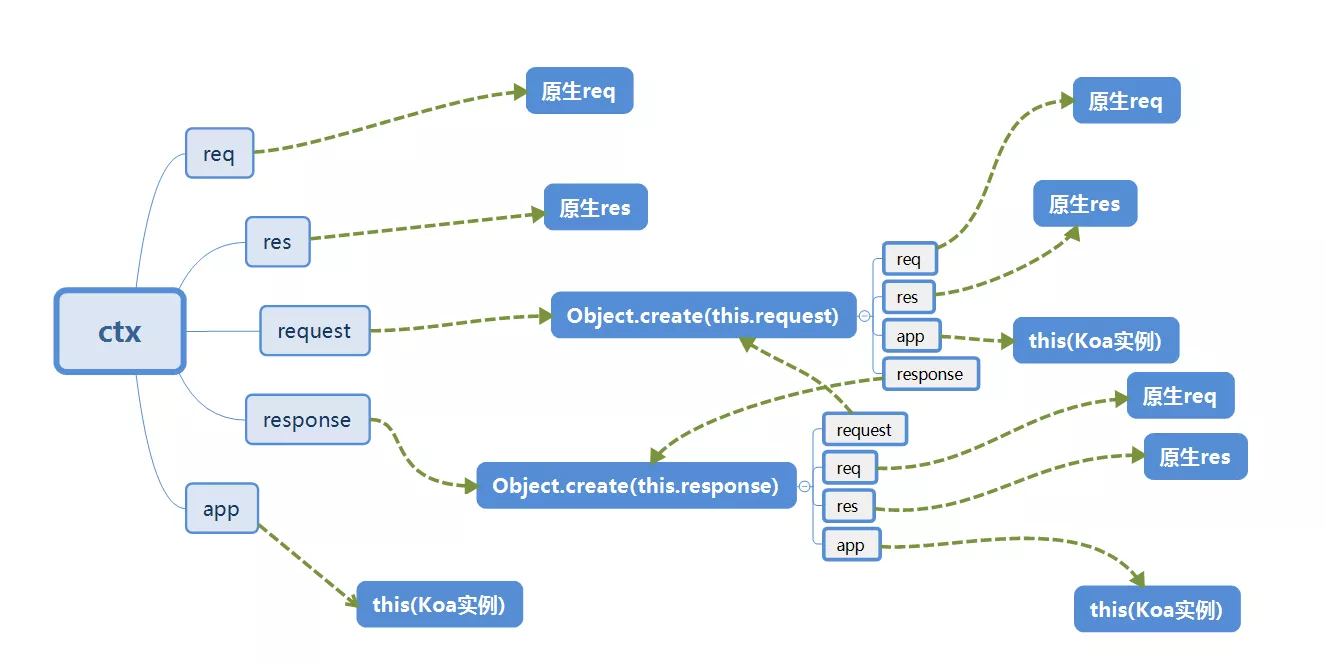 ctx
req
原生req
res
原生res
request
Object.create(this.request)
req
原生req
res
原生res
app
this(Koa实例)
response
response
Object.create(this.response)
request
req
原生req
res
原生res
app
this(Koa实例)
app
this(Koa实例)